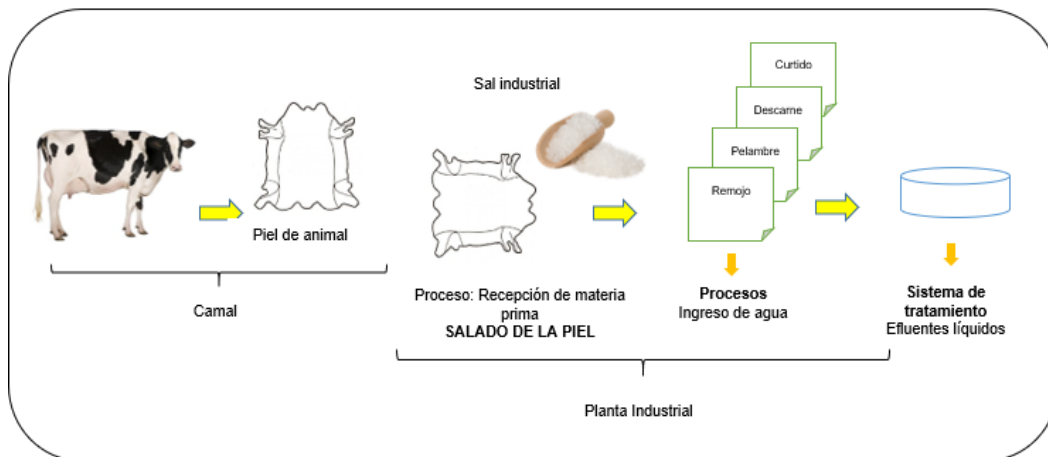 Piel de animal
Camal
Sal industrial
Proceso: Recepción de materia
prima
SALADO DE LA PIEL
Curtido
Descarne
Pelambre
Remojo
Procesos
Ingreso de agua
Sistema de
tratamiento
Efluentes líquidos
Planta Industrial